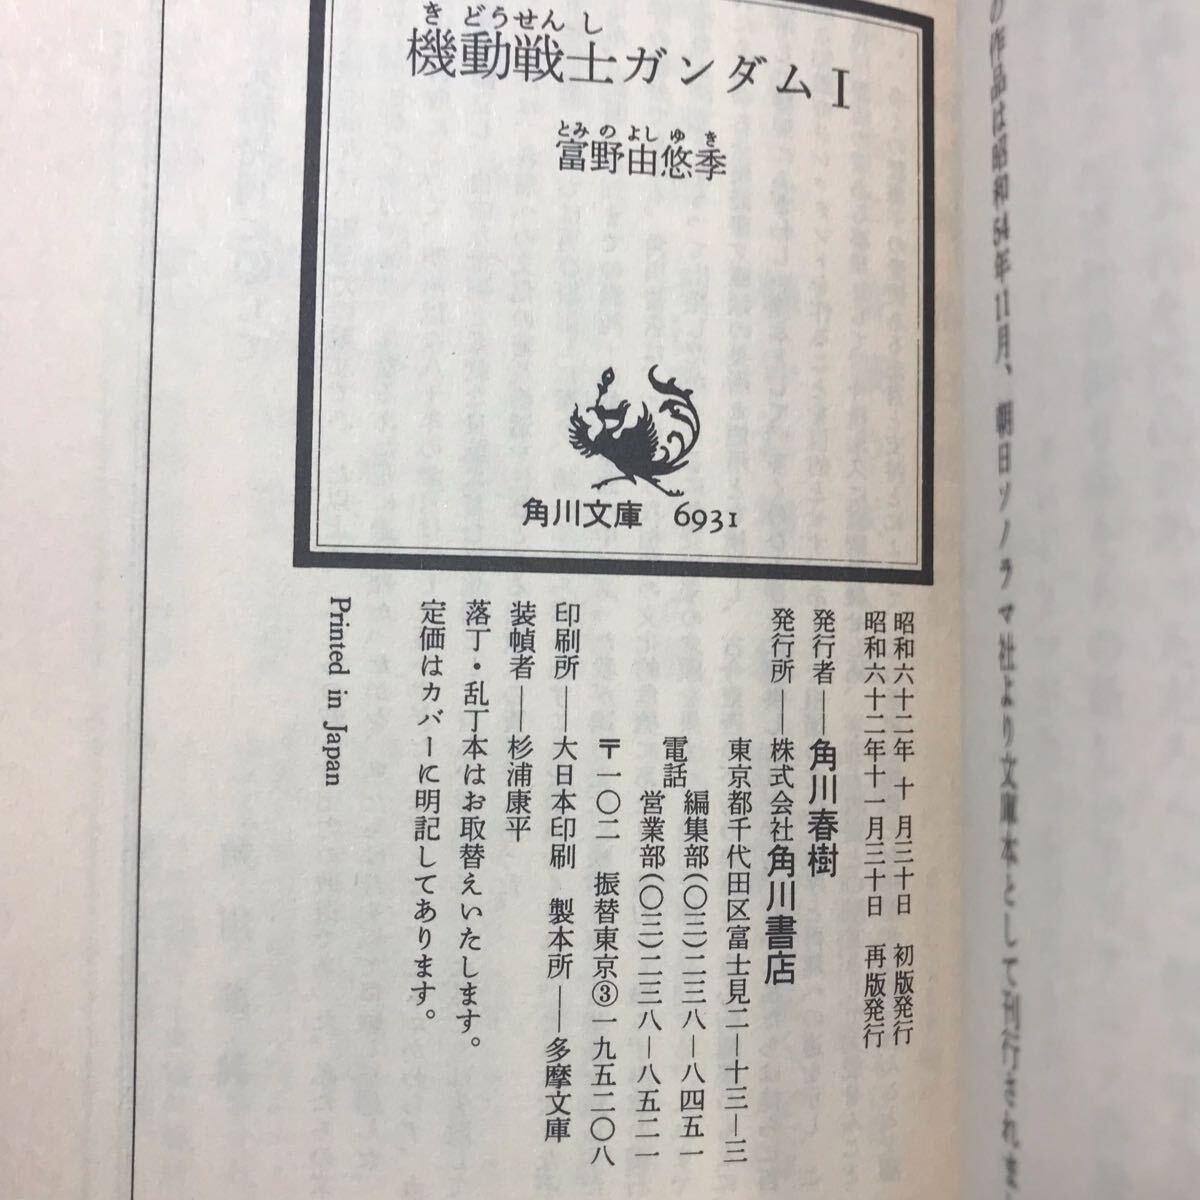 の作品は昭和54年11月、朝日ソノラマ社より文庫本として刊行されま
きどうせんし
機動戦士ガンダムI
とみのよしゆき
富野由悠季
角川文庫 6931
昭和六十二年 十 月三十日 初版発行
昭和六十二年十一月三十日 再版発行
発行者―角川春樹
発行所―株式会社角川書店
東京都千代田区富士見二―十三―三
電話
編集部(〇三)二三八―八四五一
営業部(〇三)二三八―八五二一
〒一〇二 振替東京③一九五二〇八
印刷所―大日本印刷 製本所―多摩文庫
装幀者―杉浦康平
落丁・乱丁本はお取替えいたします。
定価はカバーに明記してあります。
Printed in Japan